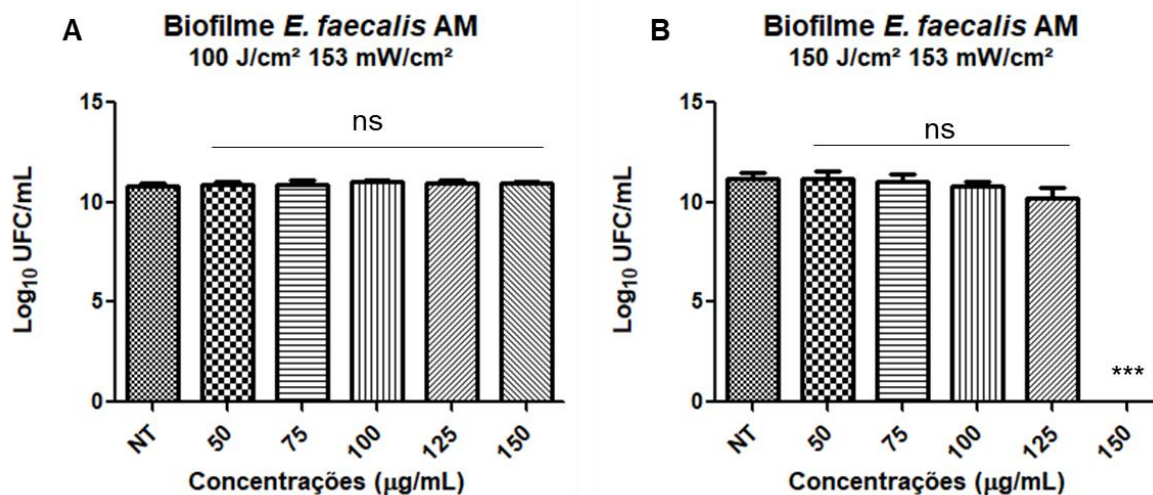 A
Biofilme E. faecalis AM
100 J/cm² 153 mW/cm²
15
10
5
0
Log₁₀ UFC/mL
ns
NT
50
75
100
125
150
Concentrações (µg/mL)
B
Biofilme E. faecalis AM
150 J/cm² 153 mW/cm²
15
10
5
0
Log₁₀ UFC/mL
ns
***
NT
50
75
100
125
150
Concentrações (µg/mL)